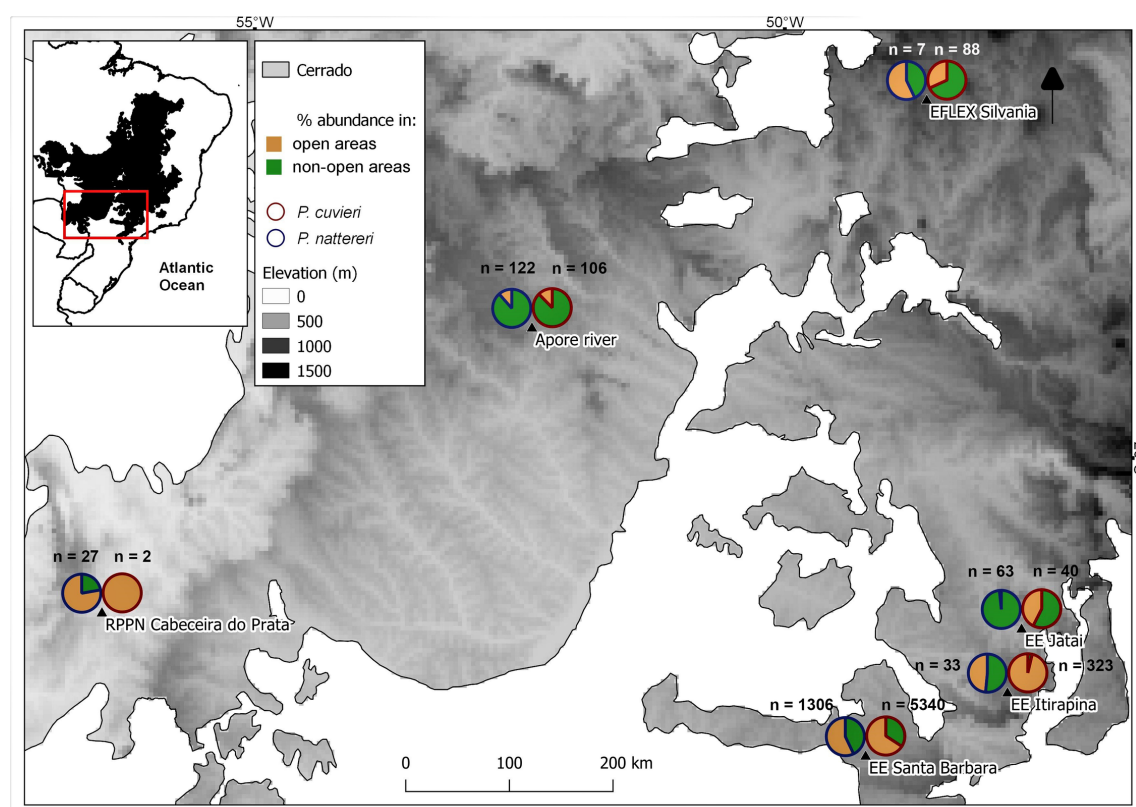 55°W
50°W
Atlantic
Ocean
Cerrado
% abundance in:
open areas
non-open areas
P. cuvieri
P. nattereri
Elevation (m)
0
500
1000
1500
n = 7
n = 88
EFLEX Silvania
n = 122
n = 106
Apore river
n = 27
n = 2
RPPN Cabeceira do Prata
n = 63
n = 40
EE Jatai
n = 33
n = 323
EE Itirapina
n = 1306
n = 5340
EE Santa Barbara
0
100
200 km